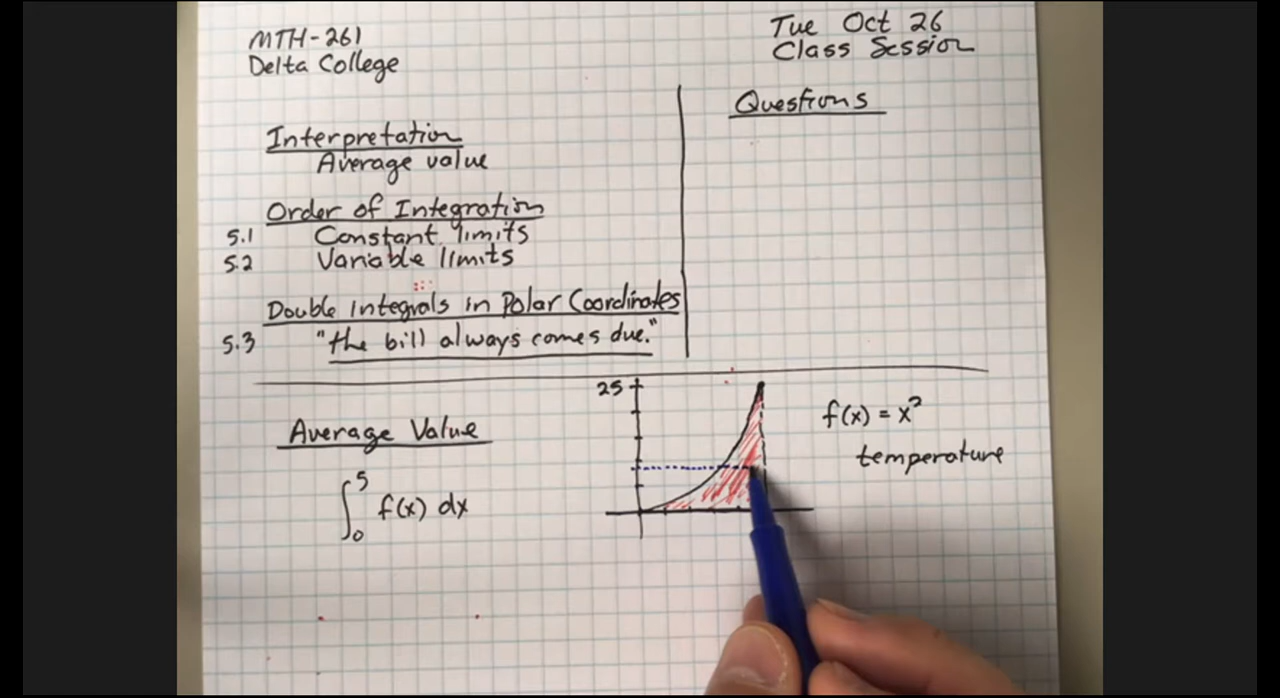 MTH-261
Delta College
Tue Oct 26
Class Session
Interpretation
Average value
Order of Integration
5.1 Constant limits
5.2 Variable limits
Double Integrals in Polar Coordinates
5.3 "the bill always comes due."
Questions
Average Value
∫₀⁵ f(x) dx
25
f(x) = x²
temperature